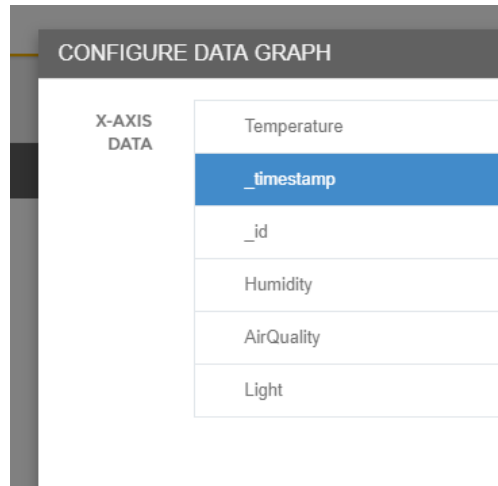 CONFIGURE DATA GRAPH
X-AXIS
DATA
Temperature
_timestamp
_id
Humidity
AirQuality
Light